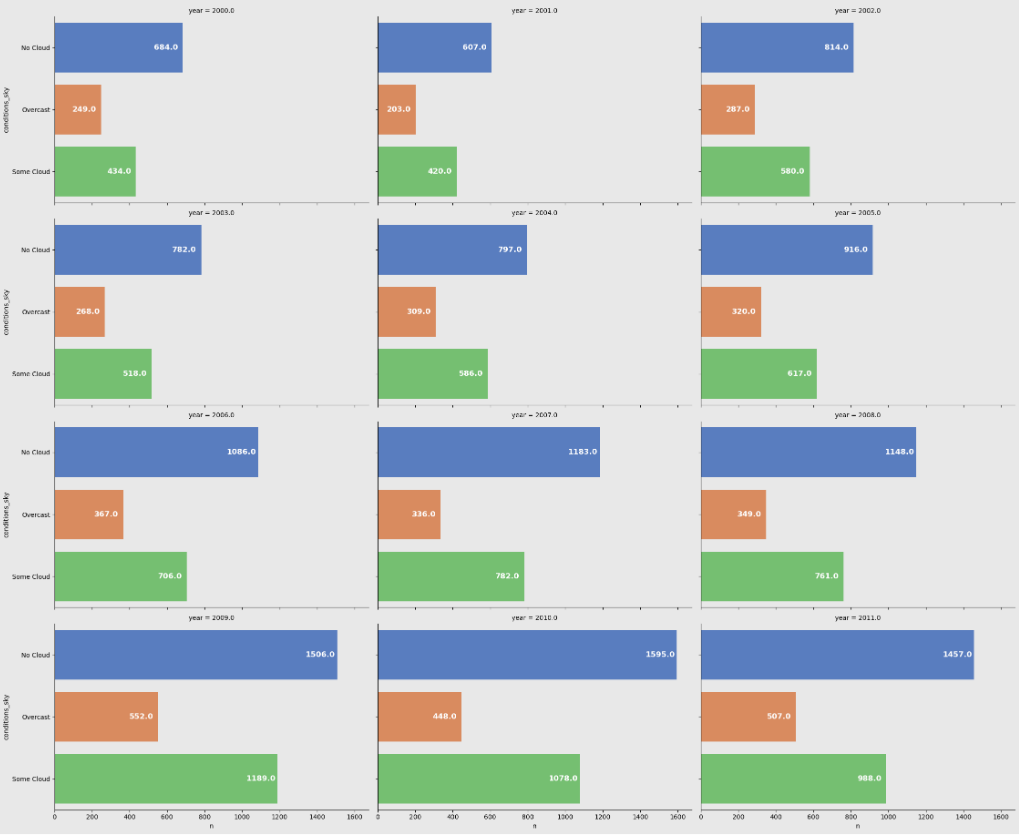 year = 2000.0
year = 2001.0
year = 2002.0
conditions_sky
No Cloud
684.0
607.0
814.0
Overcast
249.0
203.0
287.0
Some Cloud
434.0
420.0
580.0
year = 2003.0
year = 2004.0
year = 2005.0
conditions_sky
No Cloud
782.0
797.0
916.0
Overcast
268.0
309.0
320.0
Some Cloud
518.0
586.0
617.0
year = 2006.0
year = 2007.0
year = 2008.0
conditions_sky
No Cloud
1086.0
1183.0
1148.0
Overcast
367.0
336.0
349.0
Some Cloud
706.0
782.0
761.0
year = 2009.0
year = 2010.0
year = 2011.0
conditions_sky
No Cloud
1506.0
1595.0
1457.0
Overcast
552.0
448.0
507.0
Some Cloud
1189.0
1078.0
988.0
0 200 400 600 800 1000 1200 1400 1600
0 200 400 600 800 1000 1200 1400 1600
0 200 400 600 800 1000 1200 1400 1600
n
n
n